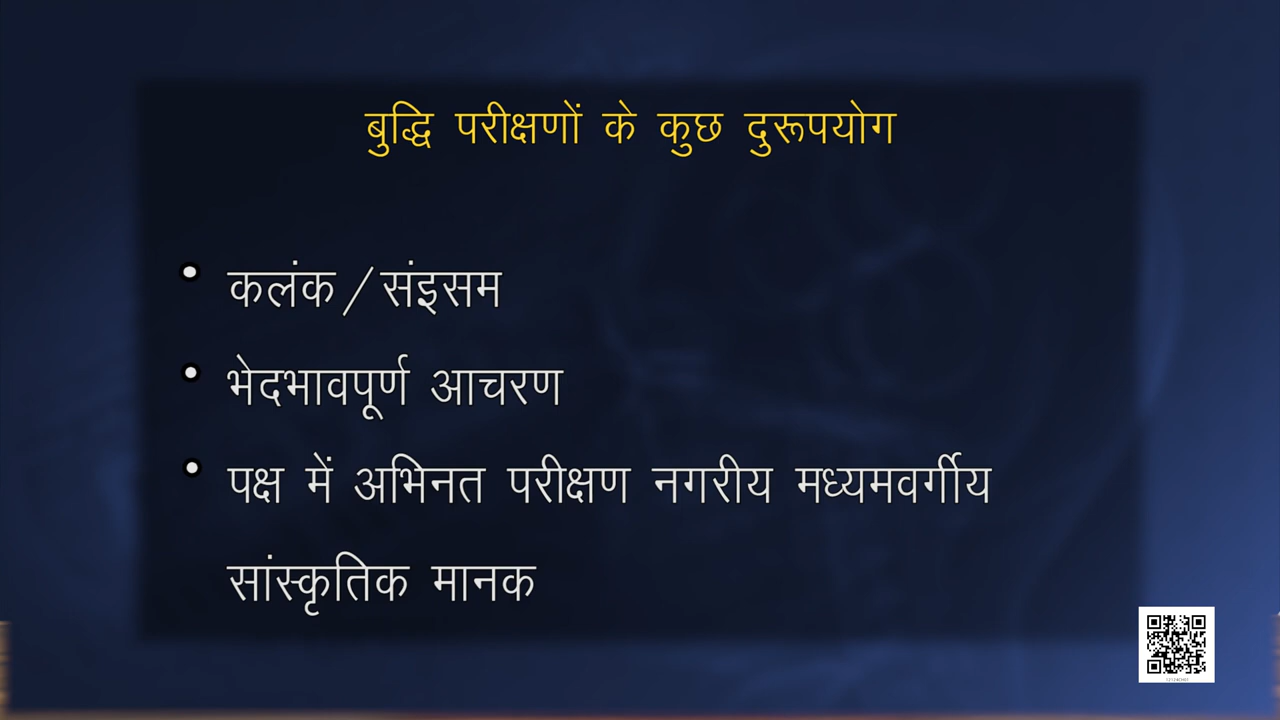 बुद्धि परीक्षणों के कुछ दुरूपयोग
कलंक/संइसम
भेदभावपूर्ण आचरण
पक्ष में अभिनत परीक्षण नगरीय मध्यमवर्गीय
सांस्कृतिक मानक